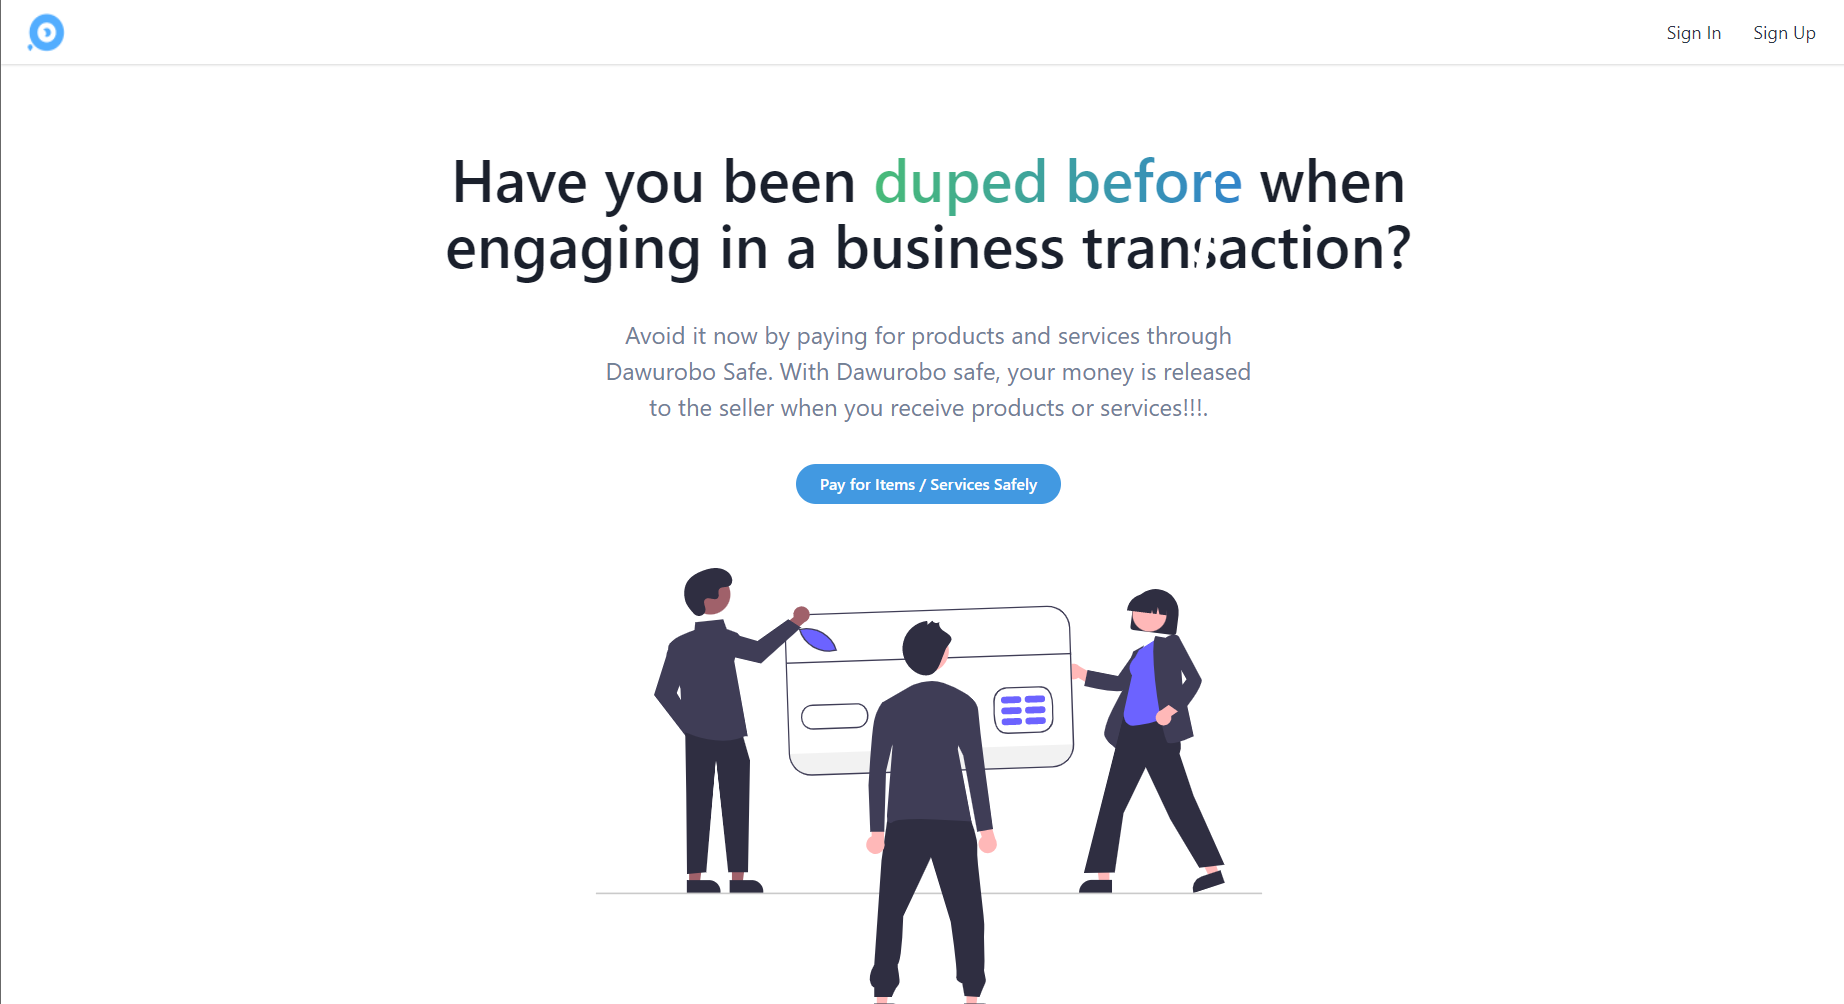 Sign In
Sign Up
Have you been duped before when
engaging in a business transaction?
Avoid it now by paying for products and services through
Dawurobo Safe. With Dawurobo safe, your money is released
to the seller when you receive products or services!!!.
Pay for Items / Services Safely